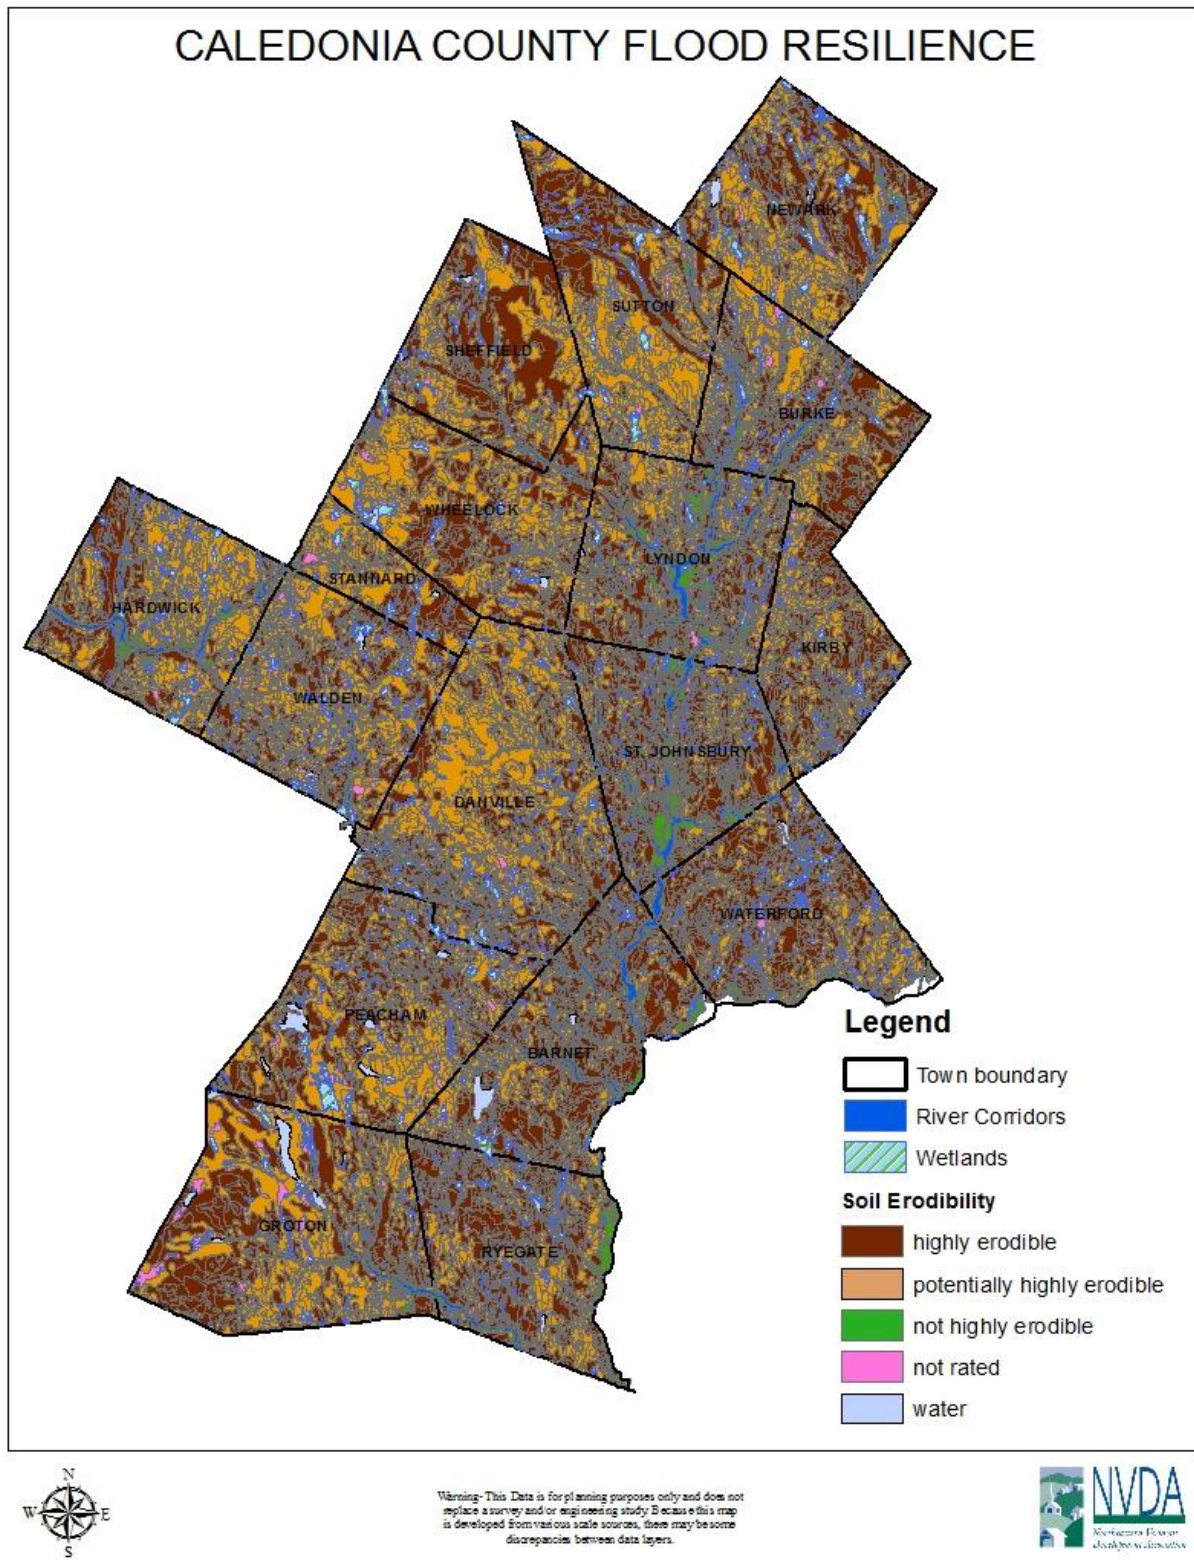 CALEDONIA COUNTY FLOOD RESILIENCE
NEWARK
SUTTON
SHEFFIELD
BURKE
WHEELOCK
LYNDON
STANNARD
HARDWICK
KIRBY
WALDEN
ST. JOHNSBURY
DANVILLE
WATERFORD
PEACHAM
BARNET
GROTON
RYEGATE
Legend
Town boundary
River Corridors
Wetlands
Soil Erodibility
highly erodible
potentially highly erodible
not highly erodible
not rated
water
N
W E
S
Warning- This Data is for planning purposes only and does not
replace a survey and/or engineering study. Because this map
is developed from various scale sources, there may be some
discrepancies between data layers.
NVDA
Northeastern Vermont
Development Association